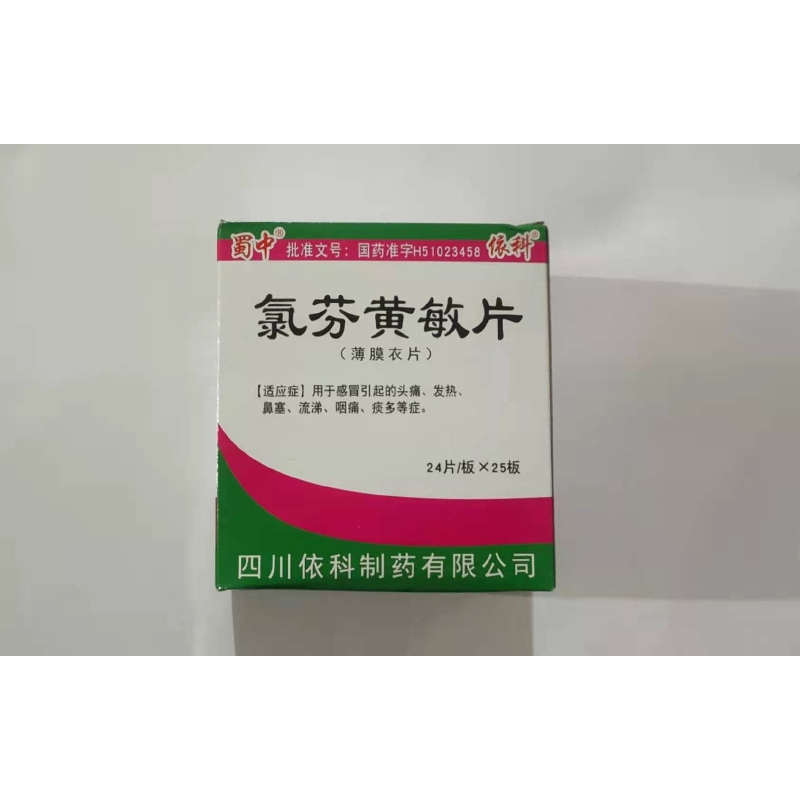 蜀中® 批准文号：国药准字H51023458 依科®
氯芬黄敏片
（薄膜衣片）
【适应症】用于感冒引起的头痛、发热、
鼻塞、流涕、咽痛、痰多等症。
24片/板×25板
四川依科制药有限公司